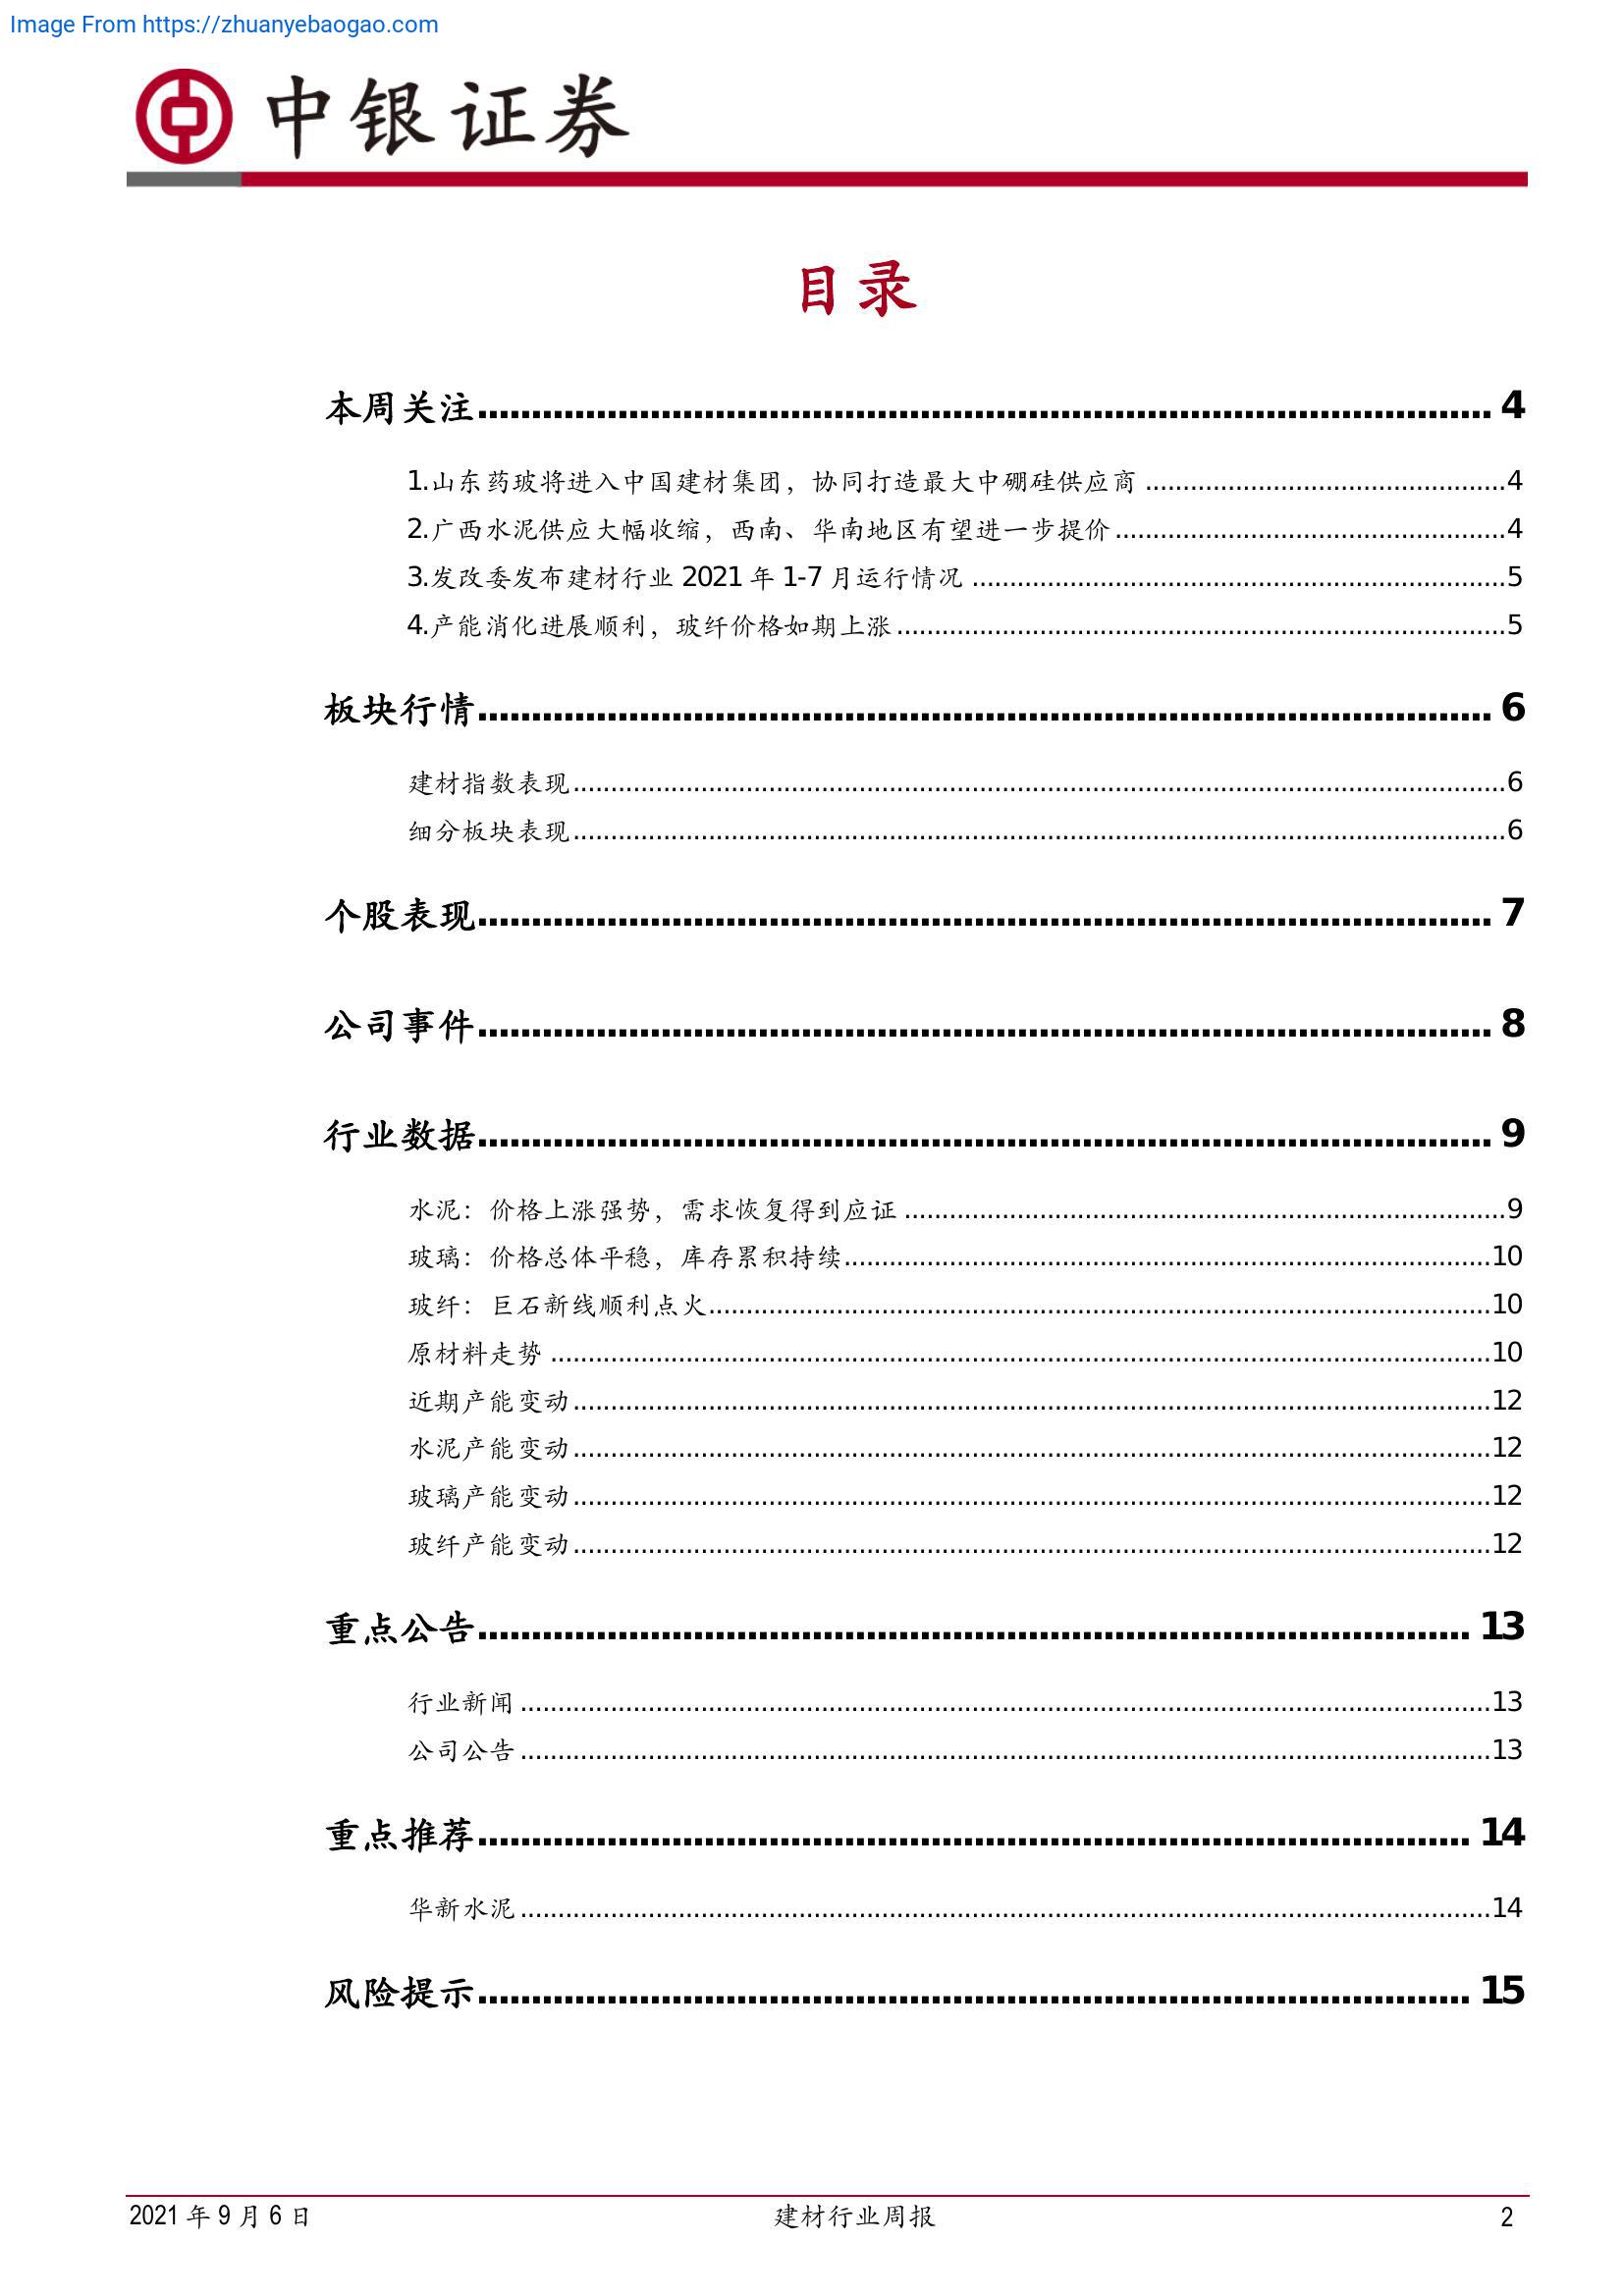 Image From https://zhuanyebaogao.com
中银证券
目录
本周关注 4
1.山东药玻将进入中国建材集团，协同打造最大中硼硅供应商 4
2.广西水泥供应大幅收缩，西南、华南地区有望进一步提价 4
3.发改委发布建材行业 2021 年 1-7 月运行情况 5
4.产能消化进展顺利，玻纤价格如期上涨 5
板块行情 6
建材指数表现 6
细分板块表现 6
个股表现 7
公司事件 8
行业数据 9
水泥：价格上涨强势，需求恢复得到应证 9
玻璃：价格总体平稳，库存累积持续 10
玻纤：巨石新线顺利点火 10
原材料走势 10
近期产能变动 12
水泥产能变动 12
玻璃产能变动 12
玻纤产能变动 12
重点公告 13
行业新闻 13
公司公告 13
重点推荐 14
华新水泥 14
风险提示 15
2021 年 9 月 6 日 建材行业周报 2